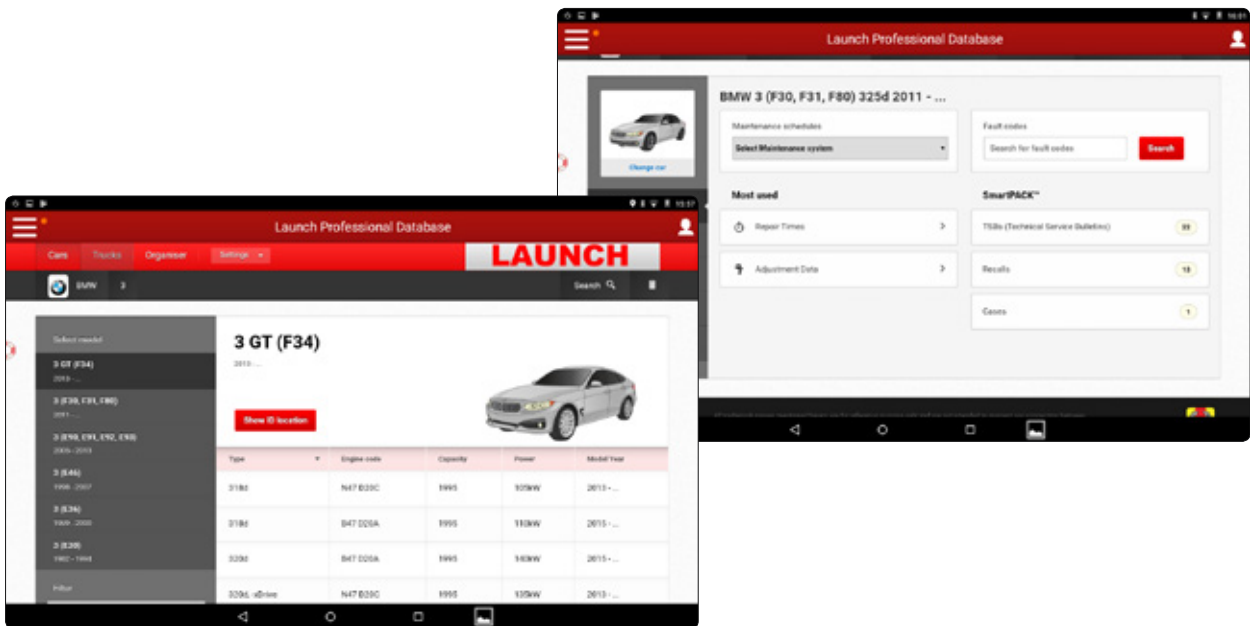 16:01
Launch Professional Database
BMW 3 (F30, F31, F80) 325d 2011 - ...
Maintenance schedules
Select Maintenance system
Fault codes
Search for fault codes
Search
Change car
Most used
SmartPACK™
Repair Times
TSBs (Technical Service Bulletins)
Adjustment Data
Recalls
18
Cases
1
15:57
Launch Professional Database
Cars Trucks Organiser Settings
LAUNCH
BMW 3 Search
Select model
3 GT (F34)
2013 - ...
3 (F30, F31, F80)
2011 - ...
3 (E90, E91, E92, E93)
2005 - 2013
3 (E46)
1998 - 2007
3 (E36)
3 (E30)
1982 - 1994
Filter
3 GT (F34)
2013 - ...
Show ID location
Type Engine code Capacity Power Model Year
318d N47 D20C 1995 105kW 2013 - ...
318d B47 D20A 1995 110kW 2015 - ...
320d B47 D20A 1995 140kW 2015 - ...
320d, xDrive N47 D20C 1995 135kW 2013 - ...